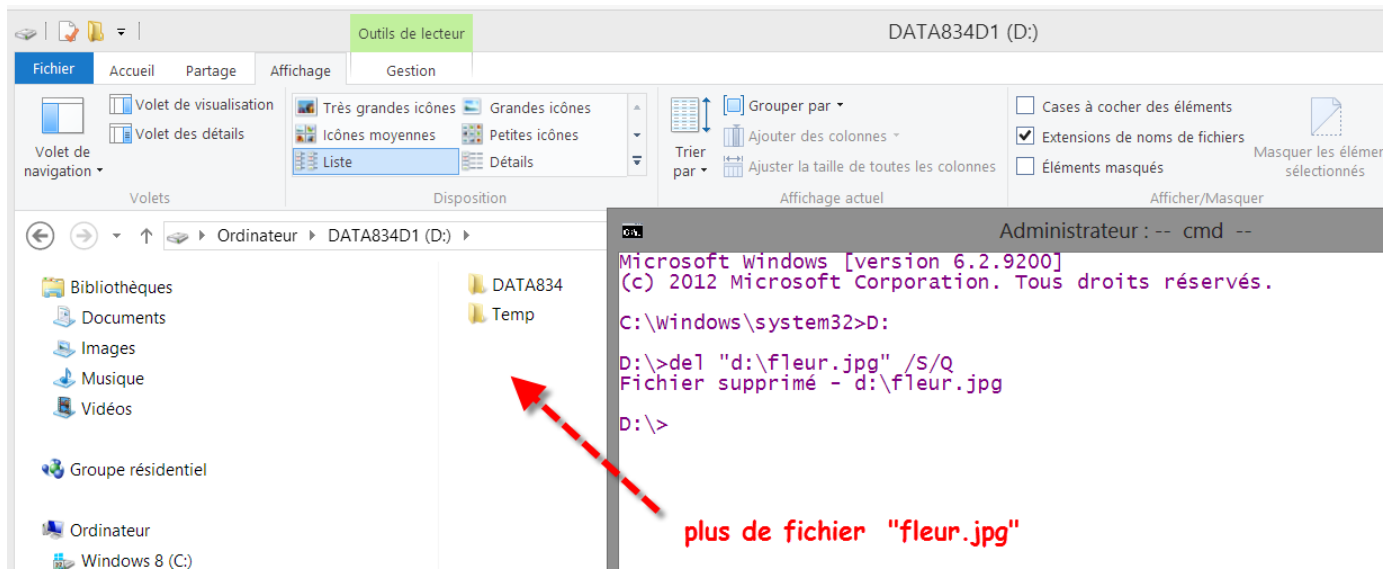 Outils de lecteur
DATA834D1 (D:)
Fichier Accueil Partage Affichage Gestion
Volet de navigation
Volet de visualisation
Volet des détails
Volets
Très grandes icônes Grandes icônes
Icônes moyennes Petites icônes
Liste Détails
Disposition
Trier par
Grouper par
Ajouter des colonnes
Ajuster la taille de toutes les colonnes
Affichage actuel
Cases à cocher des éléments
Extensions de noms de fichiers
Éléments masqués
Masquer les élémen
sélectionnés
Afficher/Masquer
Ordinateur DATA834D1 (D:)
Bibliothèques
Documents
Images
Musique
Vidéos
Groupe résidentiel
Ordinateur
Windows 8 (C:)
DATA834
Temp
Administrateur : -- cmd --
Microsoft Windows [version 6.2.9200]
(c) 2012 Microsoft Corporation. Tous droits réservés.
C:\Windows\system32>D:
D:\>del "d:\fleur.jpg" /S/Q
Fichier supprimé - d:\fleur.jpg
D:\>
plus de fichier "fleur.jpg"